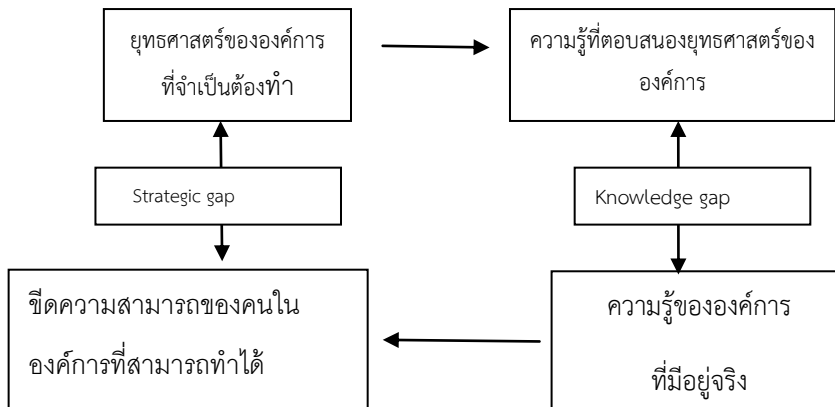 ยุทธศาสตร์ขององค์การ
ที่จำเป็นต้องทำ
ความรู้ที่ตอบสนองยุทธศาสตร์ของ
องค์การ
Strategic gap
Knowledge gap
ขีดความสามารถของคนใน
องค์การที่สามารถทำได้
ความรู้ขององค์การ
ที่มีอยู่จริง